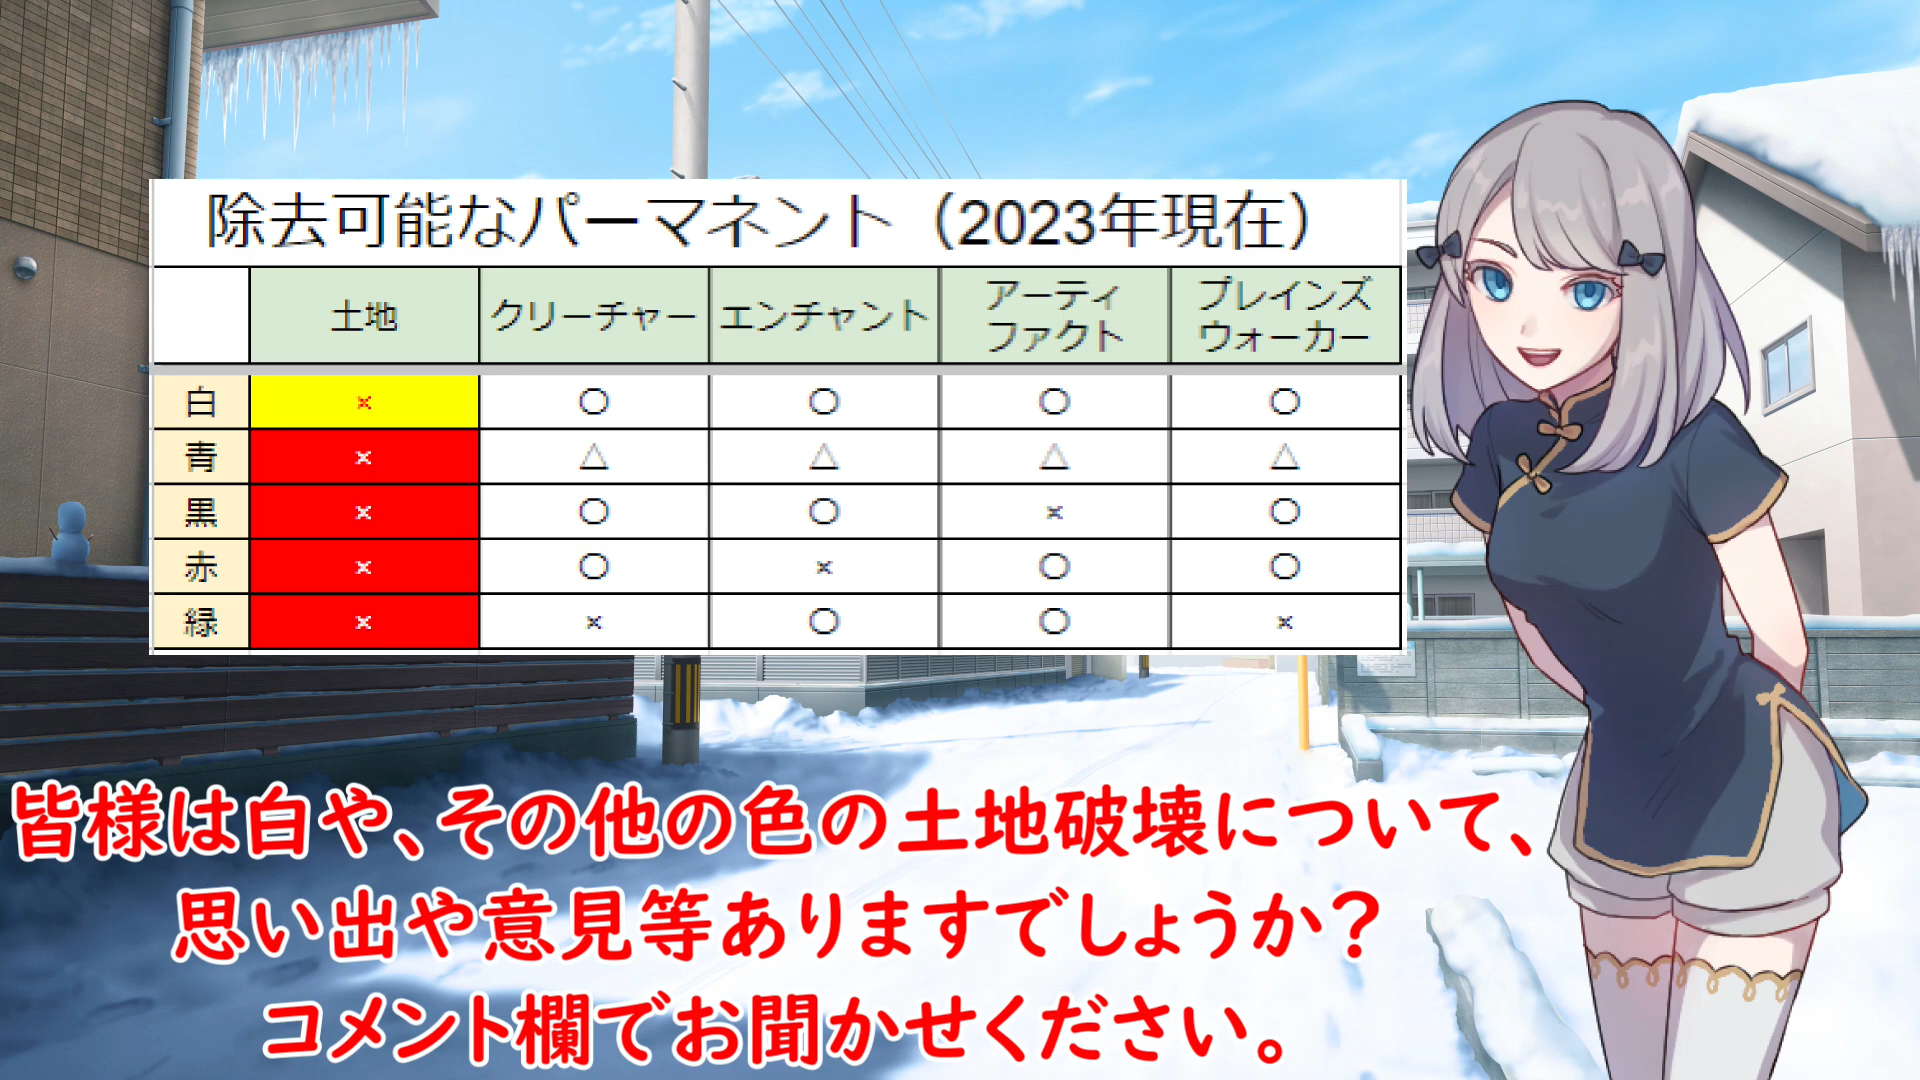 除去可能なパーマネント（2023年現在）
土地 クリーチャー エンチャント アーティ ファクト プレインズ ウォーカー
白 × ○ ○ ○ ○
青 × △ △ △ △
黒 × ○ ○ × ○
赤 × ○ × ○ ○
緑 × × ○ ○ ×
皆様は白や、その他の色の土地破壊について、
思い出や意見等ありますでしょうか？
コメント欄でお聞かせください。